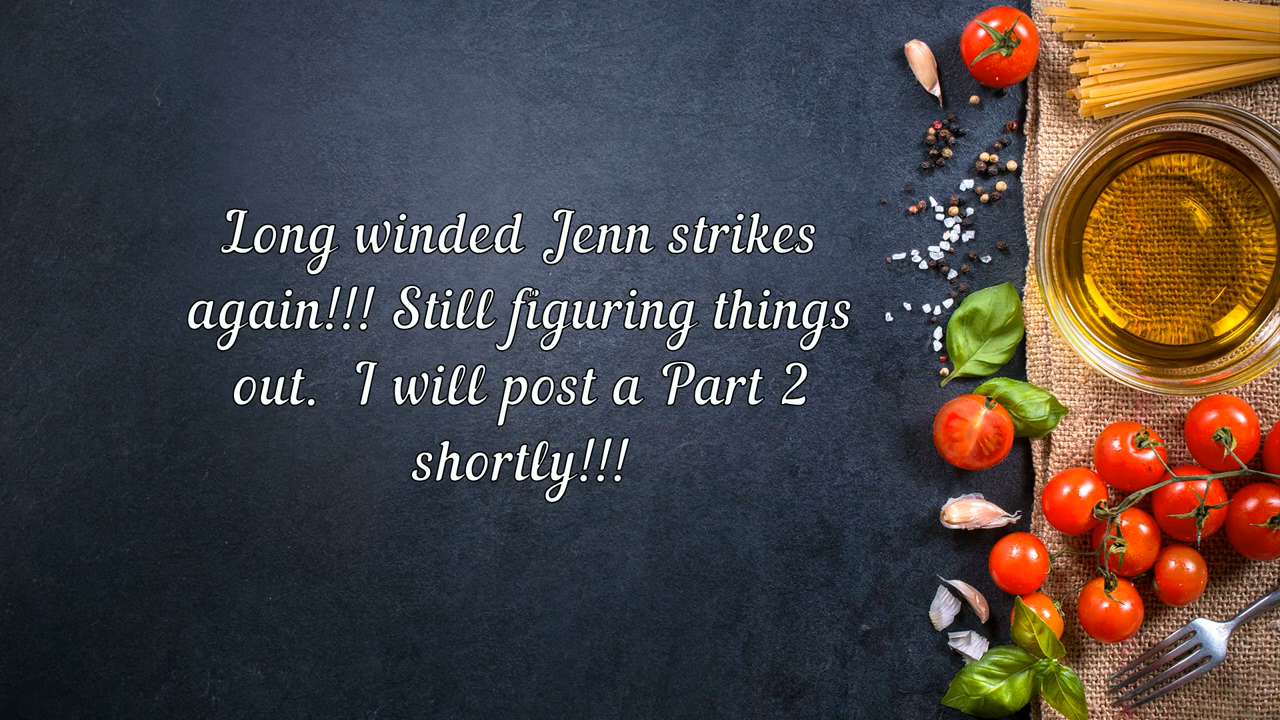 Long winded Jenn strikes
again!!! Still figuring things
out.  I will post a Part 2
shortly!!!